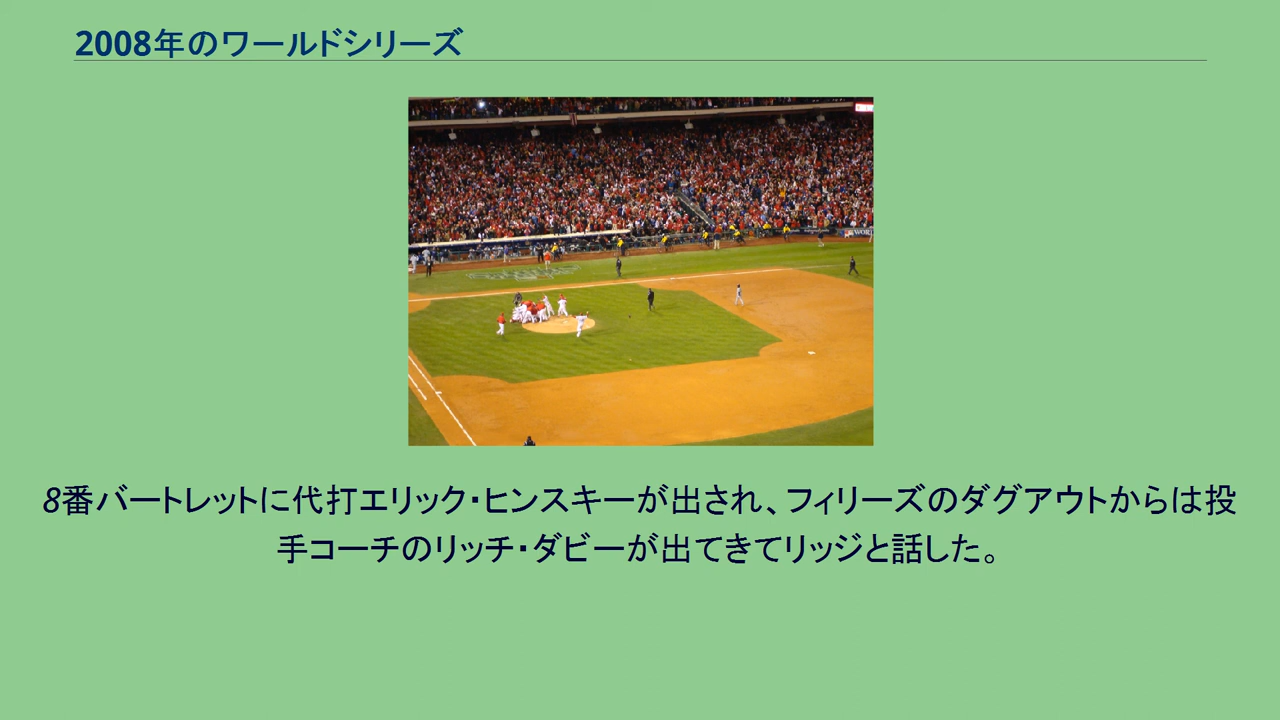 2008年のワールドシリーズ
8番バートレットに代打エリック・ヒンスキーが出され、フィリーズのダグアウトからは投
手コーチのリッチ・ダビーが出てきてリッジと話した。